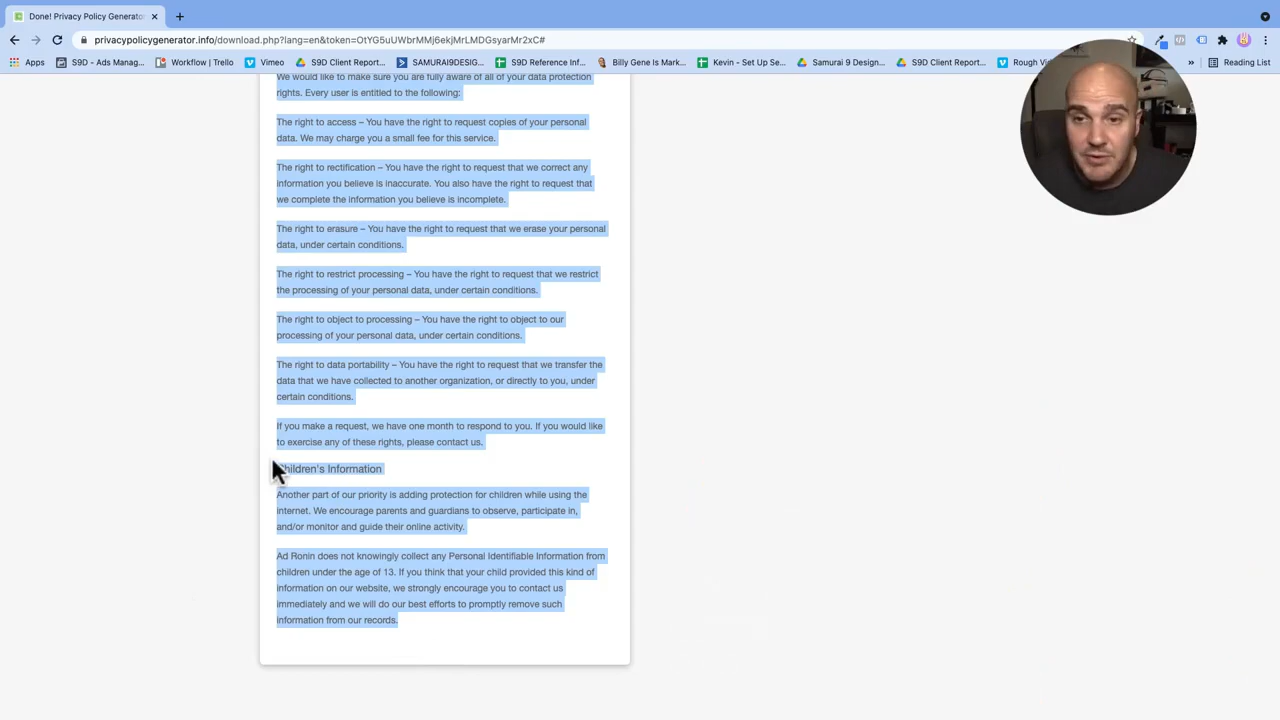 Done! Privacy Policy Generator
privacypolicygenerator.info/download.php?lang=en&token=OtYG5uUWbrMMj6ekjMrLMDGsyarMr2xC#
Apps S9D - Ads Manag... Workflow | Trello Vimeo S9D Client Report... SAMURAI9DESIG... S9D Reference Inf... Billy Gene Is Mark... Kevin - Set Up Se... Samurai 9 Design... S9D Client Report... Rough Vi » Reading List
We would like to make sure you are fully aware of all of your data protection
rights. Every user is entitled to the following:
The right to access – You have the right to request copies of your personal
data. We may charge you a small fee for this service.
The right to rectification – You have the right to request that we correct any
information you believe is inaccurate. You also have the right to request that
we complete the information you believe is incomplete.
The right to erasure – You have the right to request that we erase your personal
data, under certain conditions.
The right to restrict processing – You have the right to request that we restrict
the processing of your personal data, under certain conditions.
The right to object to processing – You have the right to object to our
processing of your personal data, under certain conditions.
The right to data portability – You have the right to request that we transfer the
data that we have collected to another organization, or directly to you, under
certain conditions.
If you make a request, we have one month to respond to you. If you would like
to exercise any of these rights, please contact us.
Children's Information
Another part of our priority is adding protection for children while using the
internet. We encourage parents and guardians to observe, participate in,
and/or monitor and guide their online activity.
Ad Ronin does not knowingly collect any Personal Identifiable Information from
children under the age of 13. If you think that your child provided this kind of
information on our website, we strongly encourage you to contact us
immediately and we will do our best efforts to promptly remove such
information from our records.